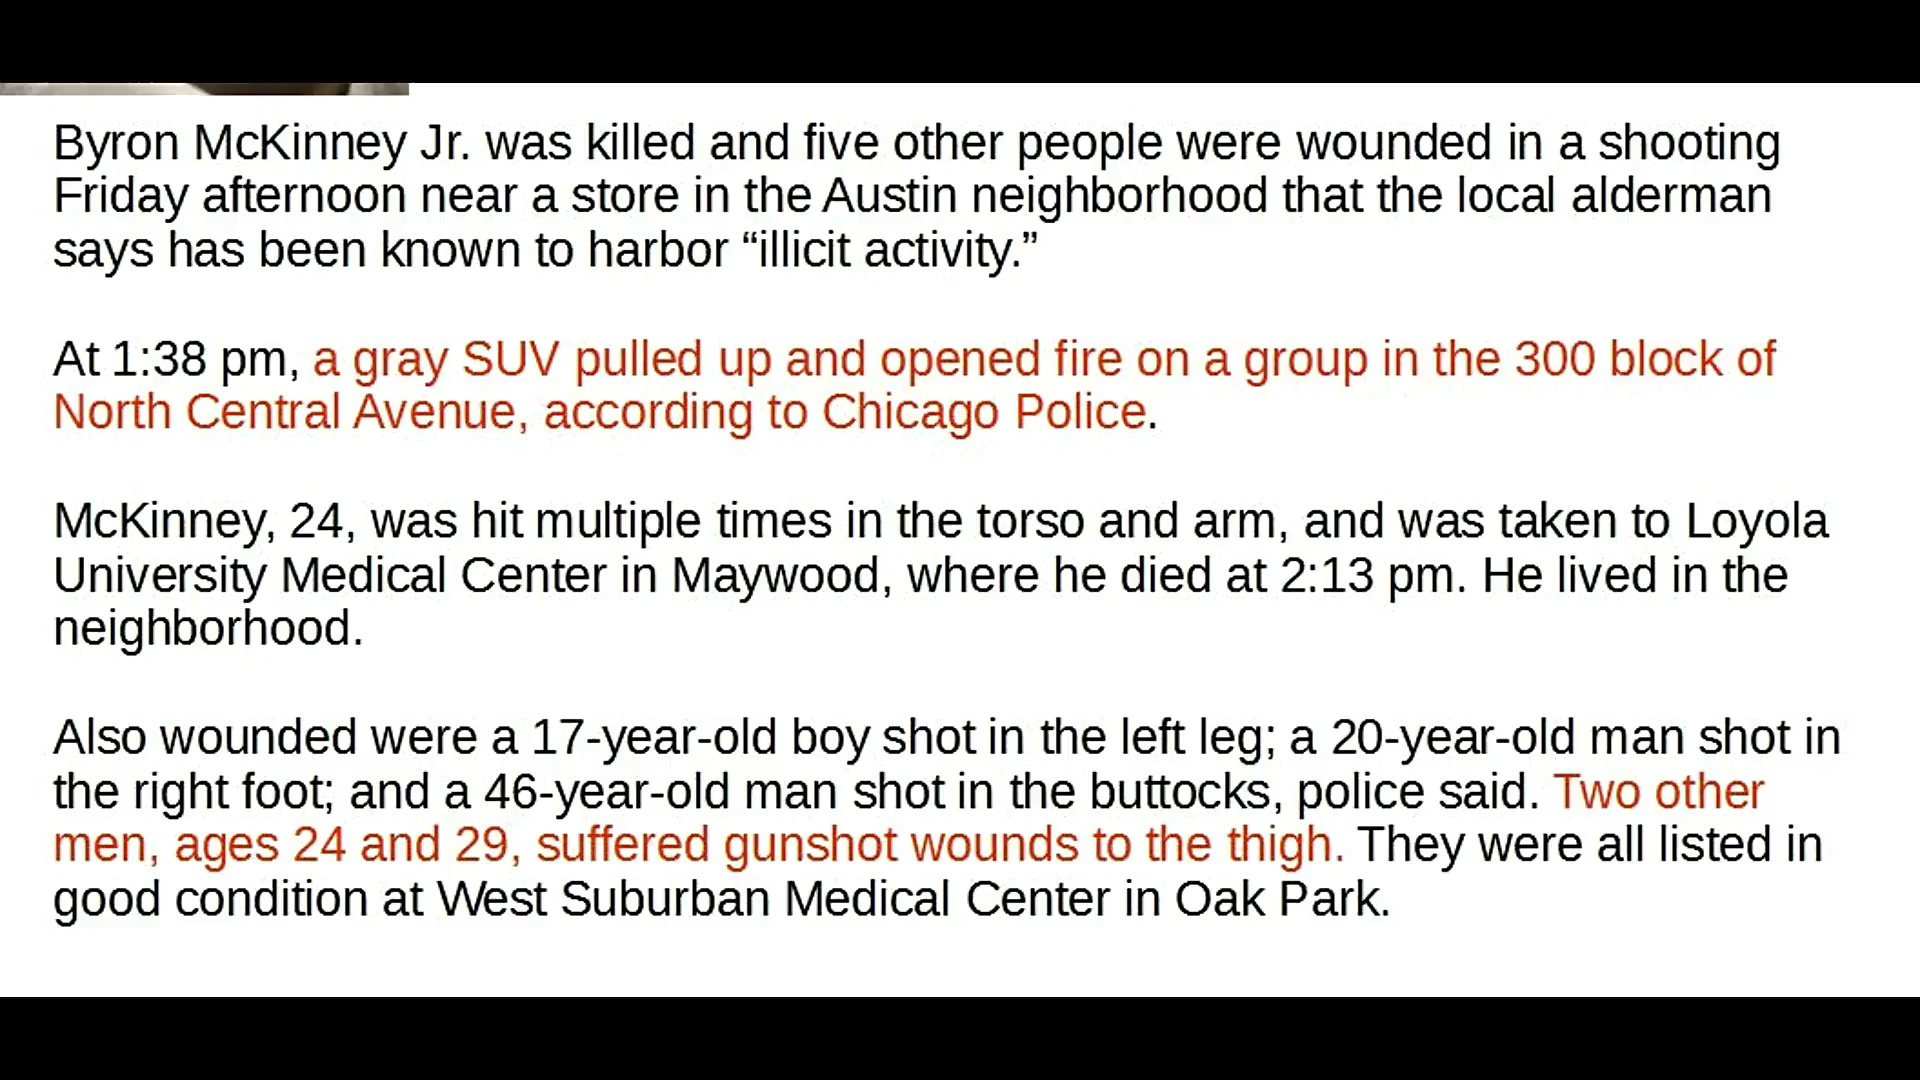 Byron McKinney Jr. was killed and five other people were wounded in a shooting
Friday afternoon near a store in the Austin neighborhood that the local alderman
says has been known to harbor “illicit activity.”
At 1:38 pm, a gray SUV pulled up and opened fire on a group in the 300 block of
North Central Avenue, according to Chicago Police.
McKinney, 24, was hit multiple times in the torso and arm, and was taken to Loyola
University Medical Center in Maywood, where he died at 2:13 pm. He lived in the
neighborhood.
Also wounded were a 17-year-old boy shot in the left leg; a 20-year-old man shot in
the right foot; and a 46-year-old man shot in the buttocks, police said. Two other
men, ages 24 and 29, suffered gunshot wounds to the thigh. They were all listed in
good condition at West Suburban Medical Center in Oak Park.